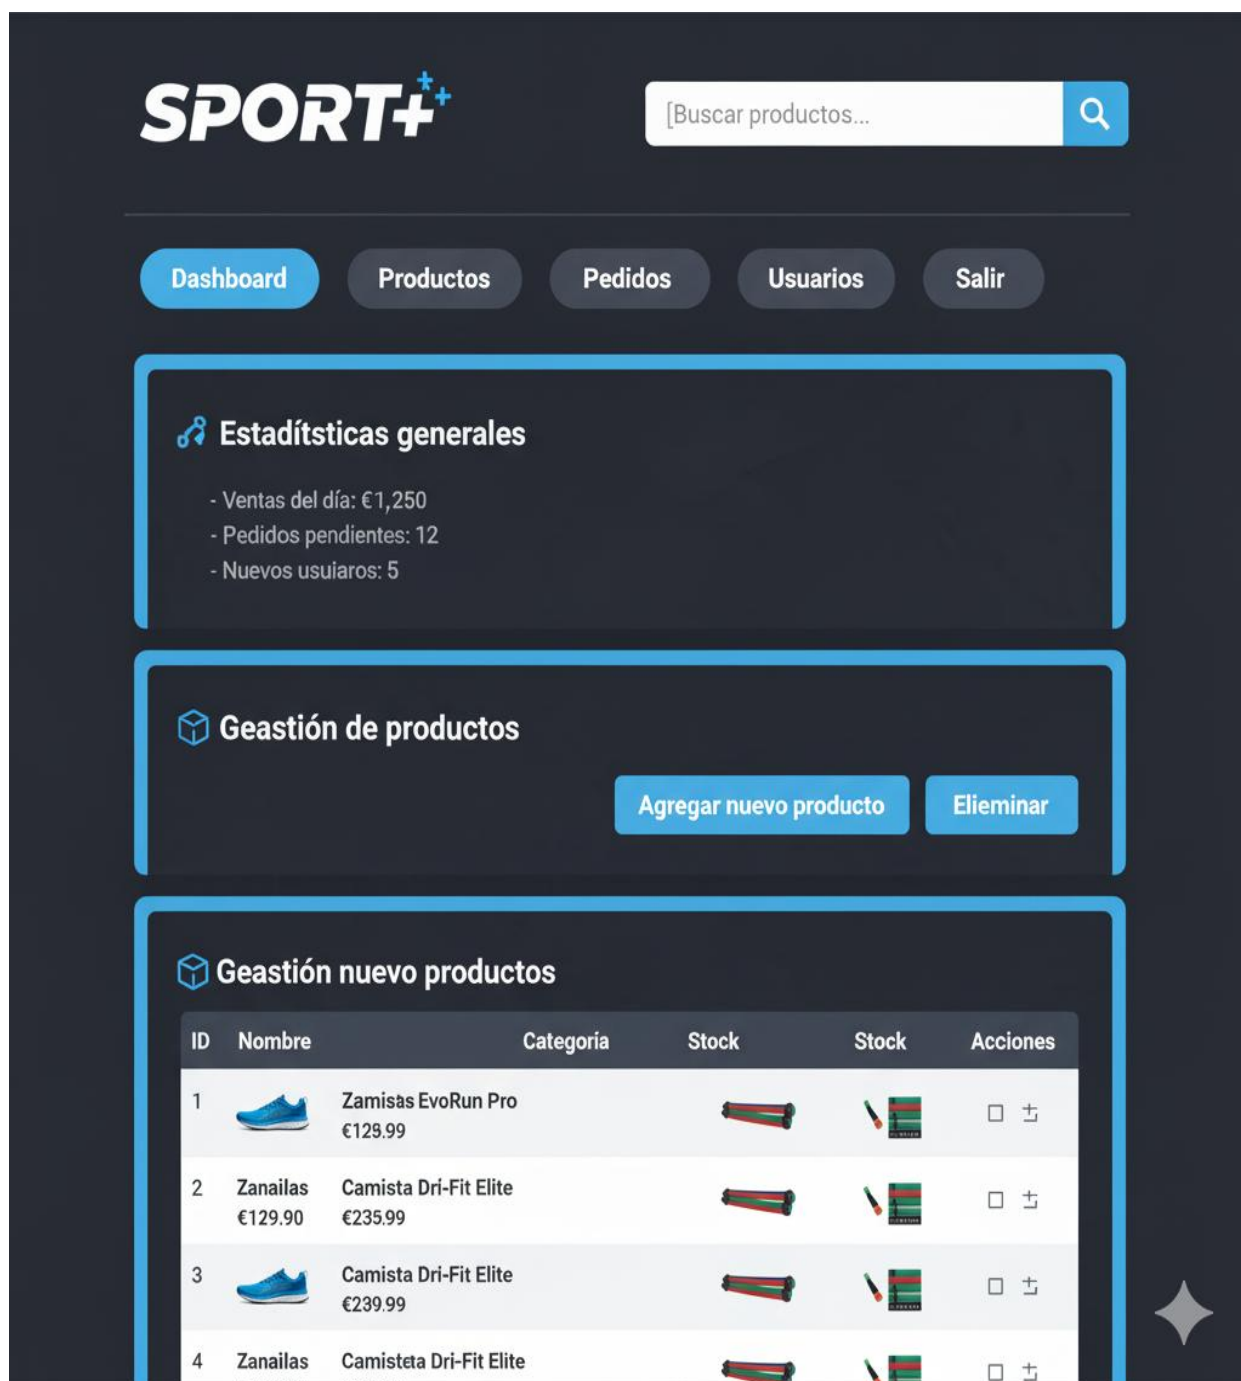 SPORT+
[Buscar productos...
Dashboard Productos Pedidos Usuarios Salir
Estadítsticas generales
- Ventas del día: €1,250
- Pedidos pendientes: 12
- Nuevos usuiaros: 5
Geastión de productos
Agregar nuevo producto Elieminar
Geastión nuevo productos
ID Nombre Categoria Stock Stock Acciones
1 Zamisas EvoRun Pro
€129.99
2 Zanailas Camista Dri-Fit Elite
€129.90 €235.99
3 Camista Dri-Fit Elite
€239.99
4 Zanailas Camisteta Dri-Fit Elite